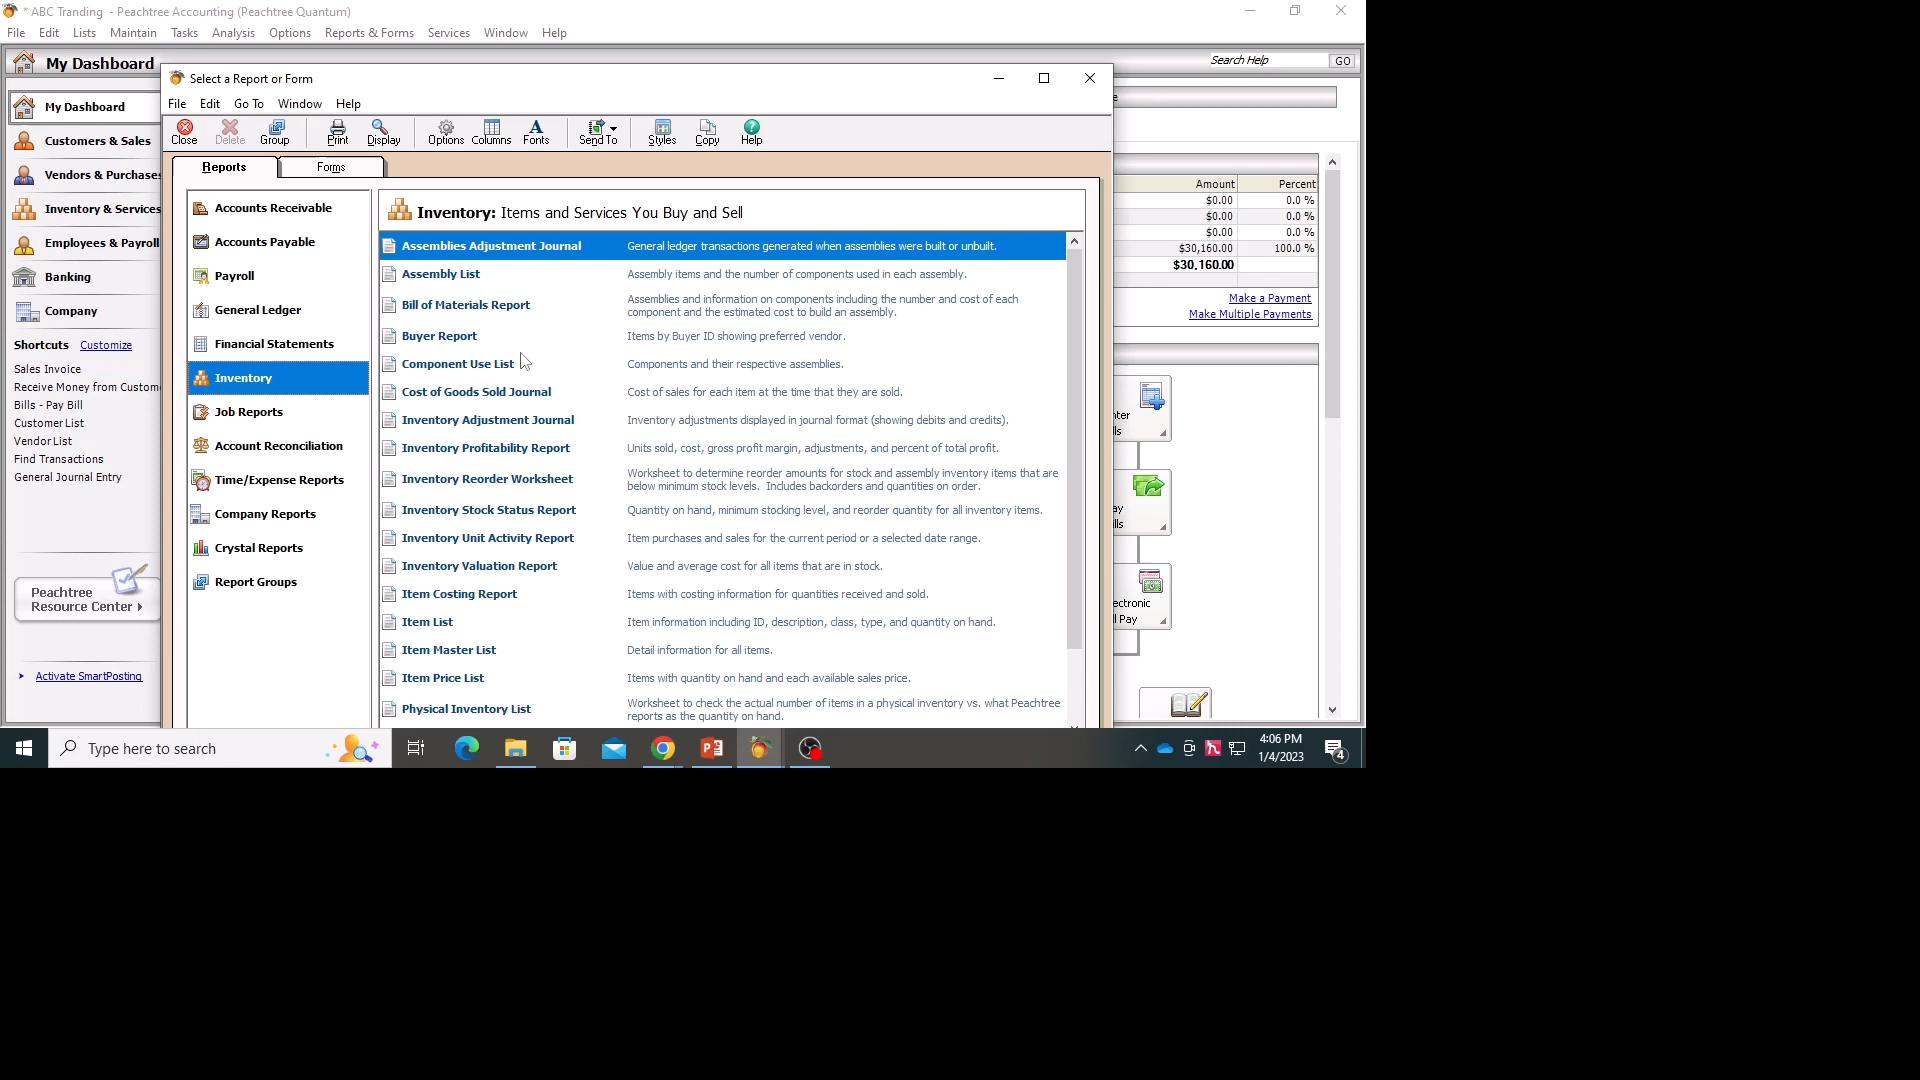 * ABC Tranding - Peachtree Accounting (Peachtree Quantum)
File Edit Lists Maintain Tasks Analysis Options Reports & Forms Services Window Help
My Dashboard
Search Help GO
Select a Report or Form
File Edit Go To Window Help
Close Delete Group Print Display Options Columns Fonts Send To Styles Copy Help
Reports Forms
My Dashboard
Customers & Sales
Vendors & Purchases
Inventory & Services
Employees & Payroll
Banking
Company
Shortcuts Customize
Sales Invoice
Receive Money from Custom
Bills - Pay Bill
Customer List
Vendor List
Find Transactions
General Journal Entry
Peachtree
Resource Center
Activate SmartPosting
Accounts Receivable
Accounts Payable
Payroll
General Ledger
Financial Statements
Inventory
Job Reports
Account Reconciliation
Time/Expense Reports
Company Reports
Crystal Reports
Report Groups
Inventory: Items and Services You Buy and Sell
Assemblies Adjustment Journal General ledger transactions generated when assemblies were built or unbuilt.
Assembly List Assembly items and the number of components used in each assembly.
Bill of Materials Report Assemblies and information on components including the number and cost of each
component and the estimated cost to build an assembly.
Buyer Report Items by Buyer ID showing preferred vendor.
Component Use List Components and their respective assemblies.
Cost of Goods Sold Journal Cost of sales for each item at the time that they are sold.
Inventory Adjustment Journal Inventory adjustments displayed in journal format (showing debits and credits).
Inventory Profitability Report Units sold, cost, gross profit margin, adjustments, and percent of total profit.
Inventory Reorder Worksheet Worksheet to determine reorder amounts for stock and assembly inventory items that are
below minimum stock levels. Includes backorders and quantities on order.
Inventory Stock Status Report Quantity on hand, minimum stocking level, and reorder quantity for all inventory items.
Inventory Unit Activity Report Item purchases and sales for the current period or a selected date range.
Inventory Valuation Report Value and average cost for all items that are in stock.
Item Costing Report Items with costing information for quantities received and sold.
Item List Item information including ID, description, class, type, and quantity on hand.
Item Master List Detail information for all items.
Item Price List Items with quantity on hand and each available sales price.
Physical Inventory List Worksheet to check the actual number of items in a physical inventory vs. what Peachtree
reports as the quantity on hand.
e
Amount Percent
$0.00 0.0 %
$0.00 0.0 %
$0.00 0.0 %
$30,160.00 100.0 %
$30,160.00
Make a Payment
Make Multiple Payments
nter
lls
ay
lls
ectronic
l Pay
Type here to search
4:06 PM
1/4/2023
4